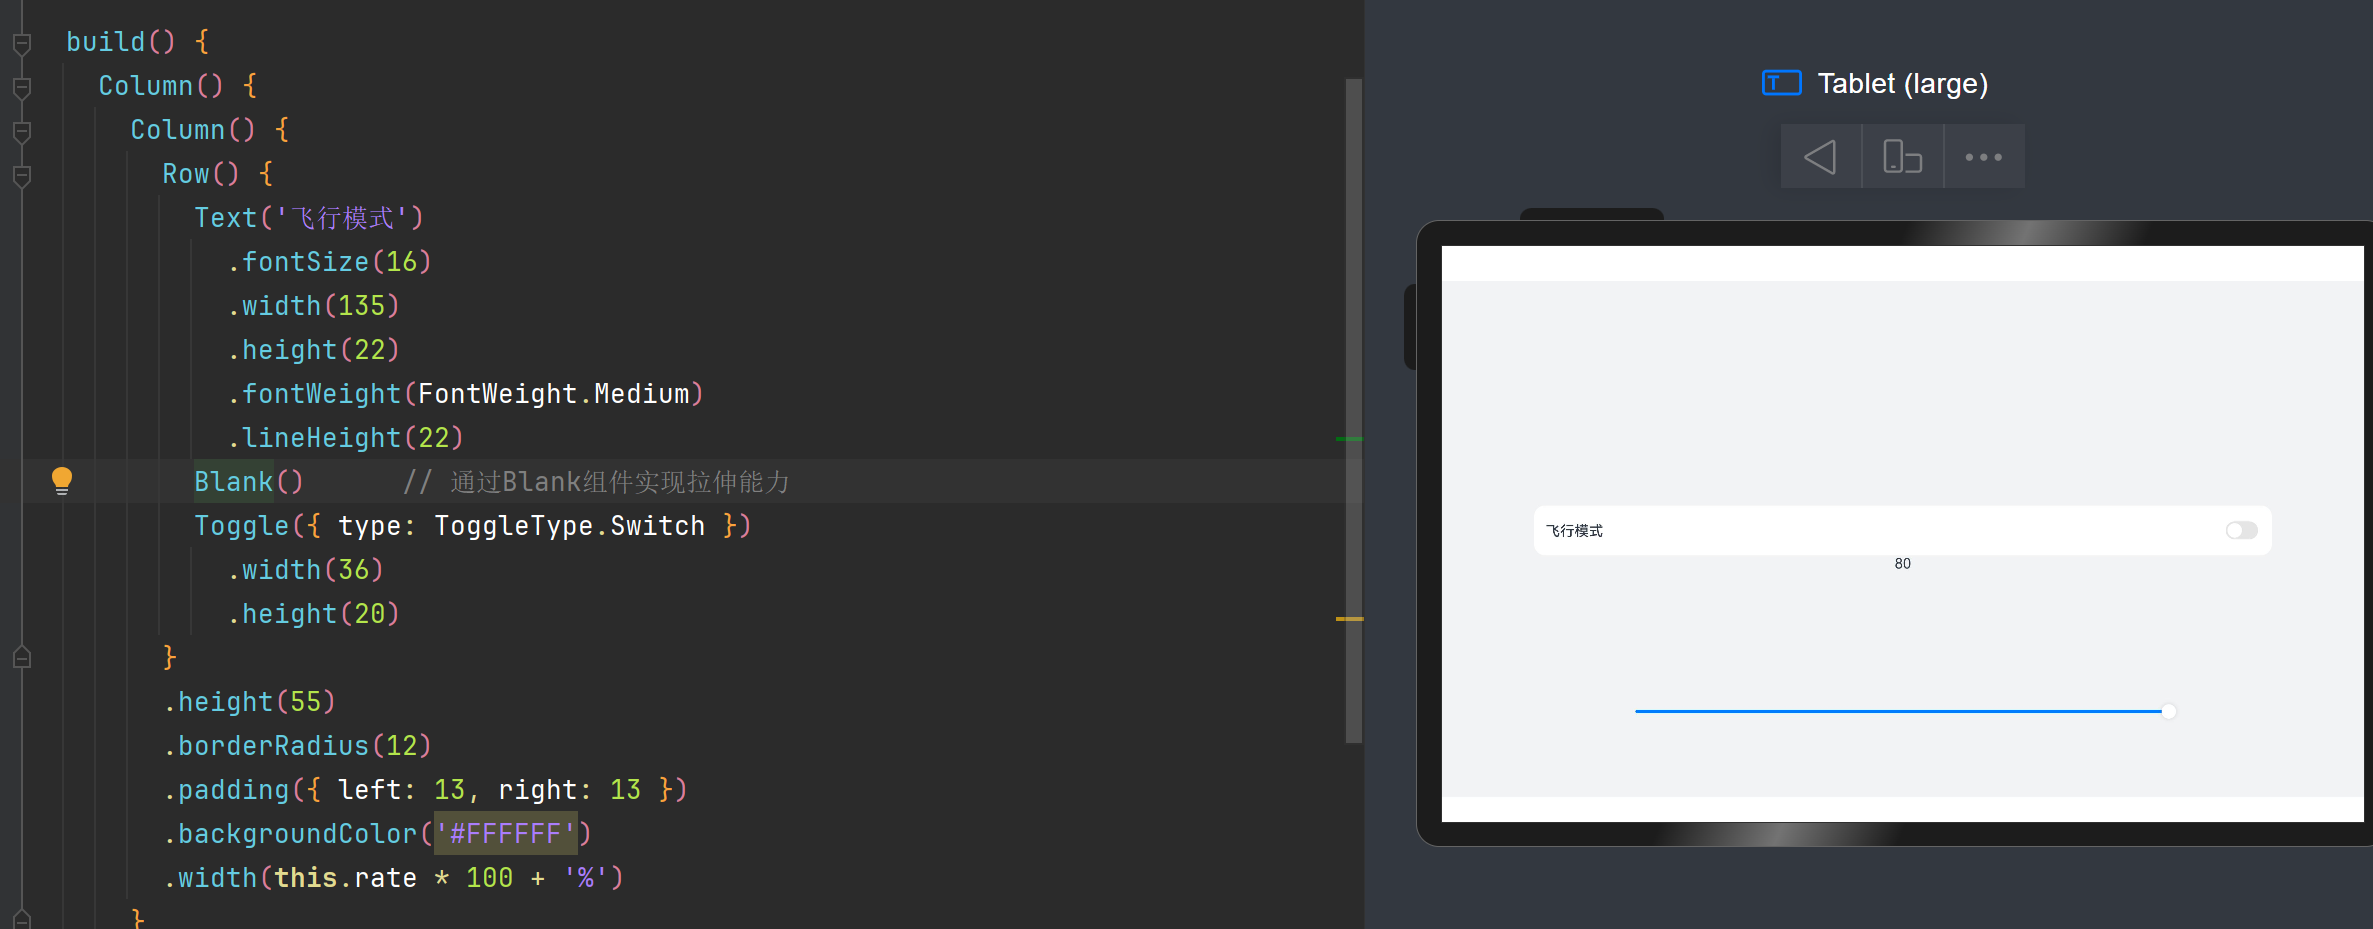 build() {
Column() {
Column() {
Row() {
Text('飞行模式')
.fontSize(16)
.width(135)
.height(22)
.fontWeight(FontWeight.Medium)
.lineHeight(22)
Blank() // 通过Blank组件实现拉伸能力
Toggle({ type: ToggleType.Switch })
.width(36)
.height(20)
}
.height(55)
.borderRadius(12)
.padding({ left: 13, right: 13 })
.backgroundColor('#FFFFFF')
.width(this.rate * 100 + '%')
}
T Tablet (large)
飞行模式
80